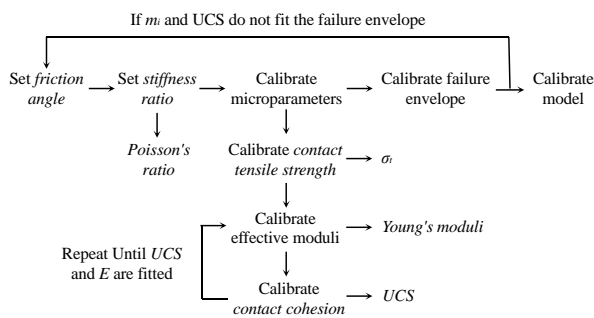 If mᵢ and UCS do not fit the failure envelope
Set friction
angle
Set stiffness
ratio
Calibrate
microparameters
Calibrate failure
envelope
Calibrate
model
Poisson's
ratio
Calibrate contact
tensile strength
σₜ
Calibrate
effective moduli
Young's moduli
Repeat Until UCS
and E are fitted
Calibrate
contact cohesion
UCS